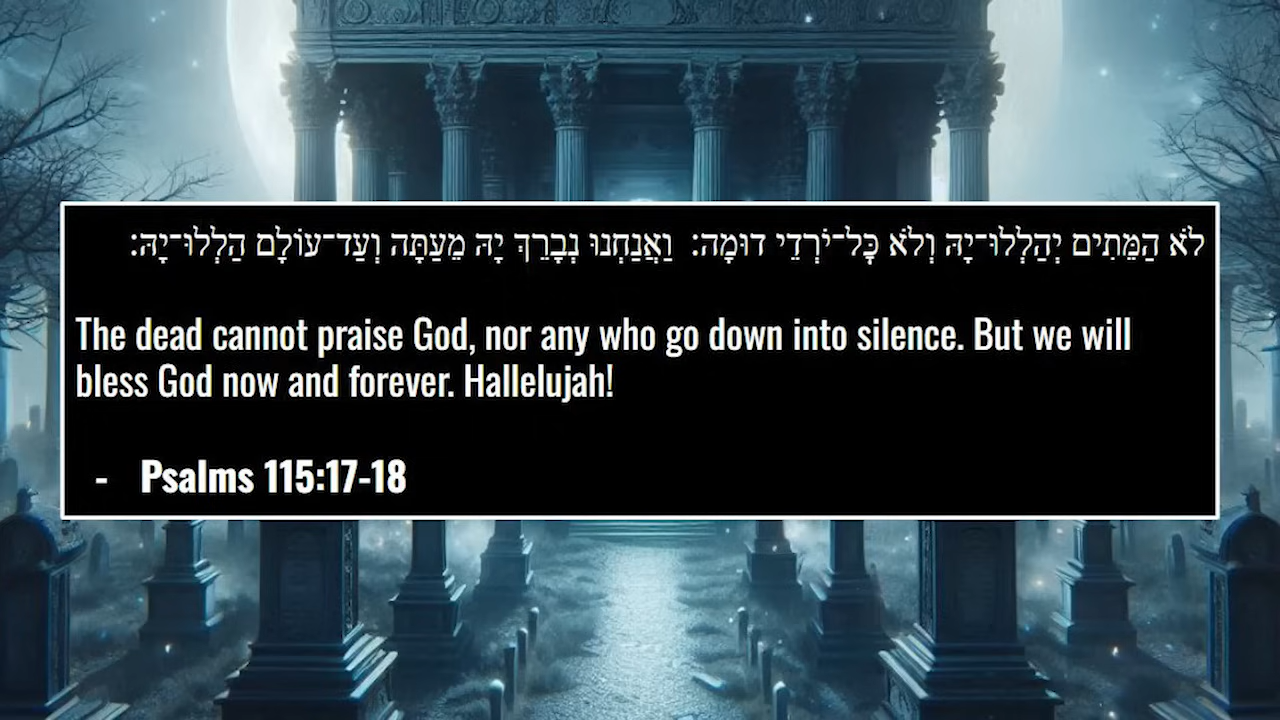 לֹא הַמֵּתִים יְהַלְלוּ־יָהּ וְלֹא כׇּל־יֹרְדֵי דוּמָה׃ וַאֲנַחְנוּ נְבָרֵךְ יָהּ מֵעַתָּה וְעַד־עוֹלָם הַלְלוּ־יָהּ׃
The dead cannot praise God, nor any who go down into silence. But we will
bless God now and forever. Hallelujah!
- Psalms 115:17-18